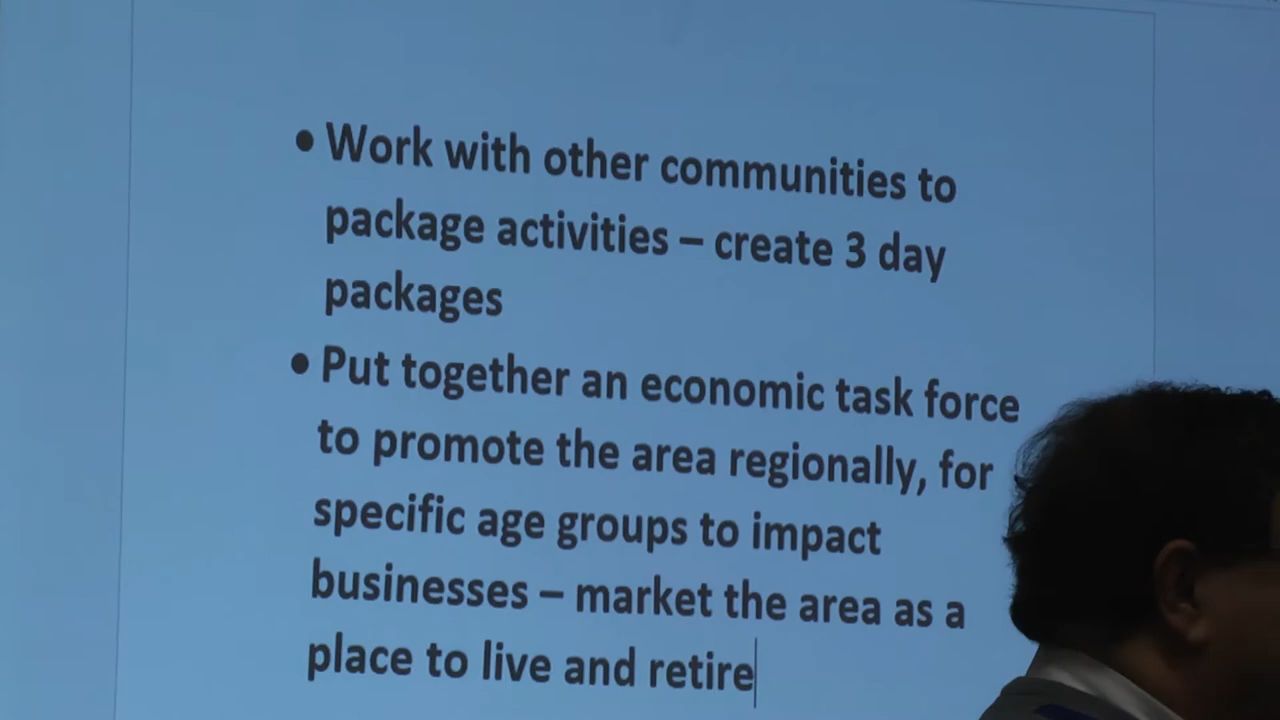 • Work with other communities to
package activities – create 3 day
packages
• Put together an economic task force
to promote the area regionally, for
specific age groups to impact
businesses – market the area as a
place to live and retire